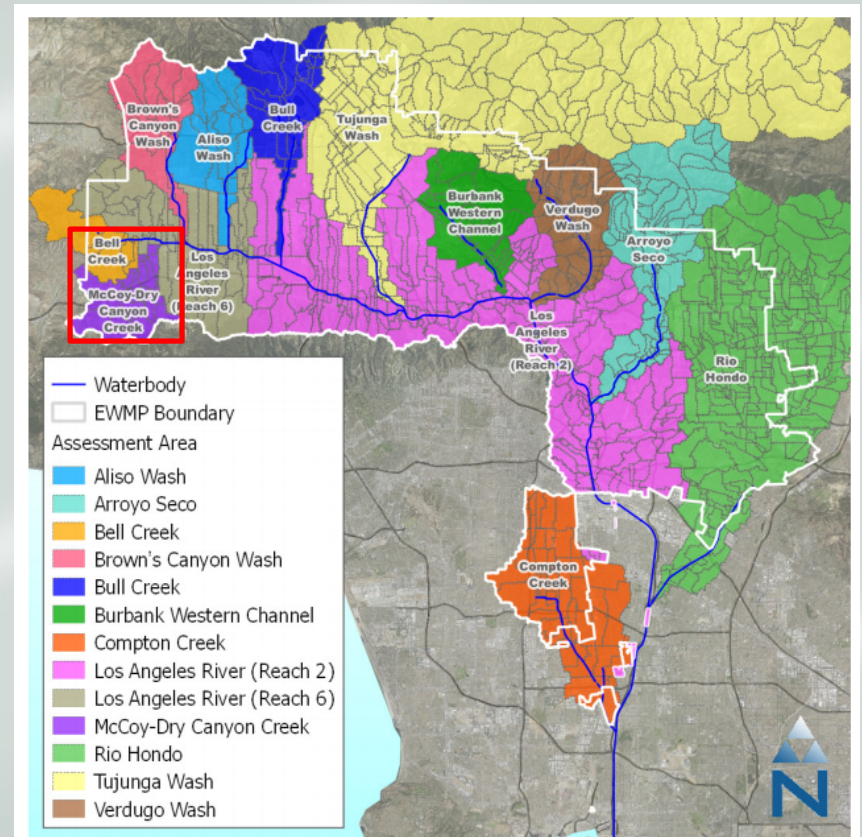 Brown's
Canyon
Wash
Aliso
Wash
Bull
Creek
Tujunga
Wash
Burbank
Western
Channel
Verdugo
Wash
Arroyo
Seco
Bell
Creek
McCoy-Dry
Canyon
Creek
Los
Angeles
River
(Reach 6)
Los
Angeles
River
(Reach 2)
Rio
Hondo
Compton
Creek
Waterbody
EWMP Boundary
Assessment Area
Aliso Wash
Arroyo Seco
Bell Creek
Brown's Canyon Wash
Bull Creek
Burbank Western Channel
Compton Creek
Los Angeles River (Reach 2)
Los Angeles River (Reach 6)
McCoy-Dry Canyon Creek
Rio Hondo
Tujunga Wash
Verdugo Wash
N